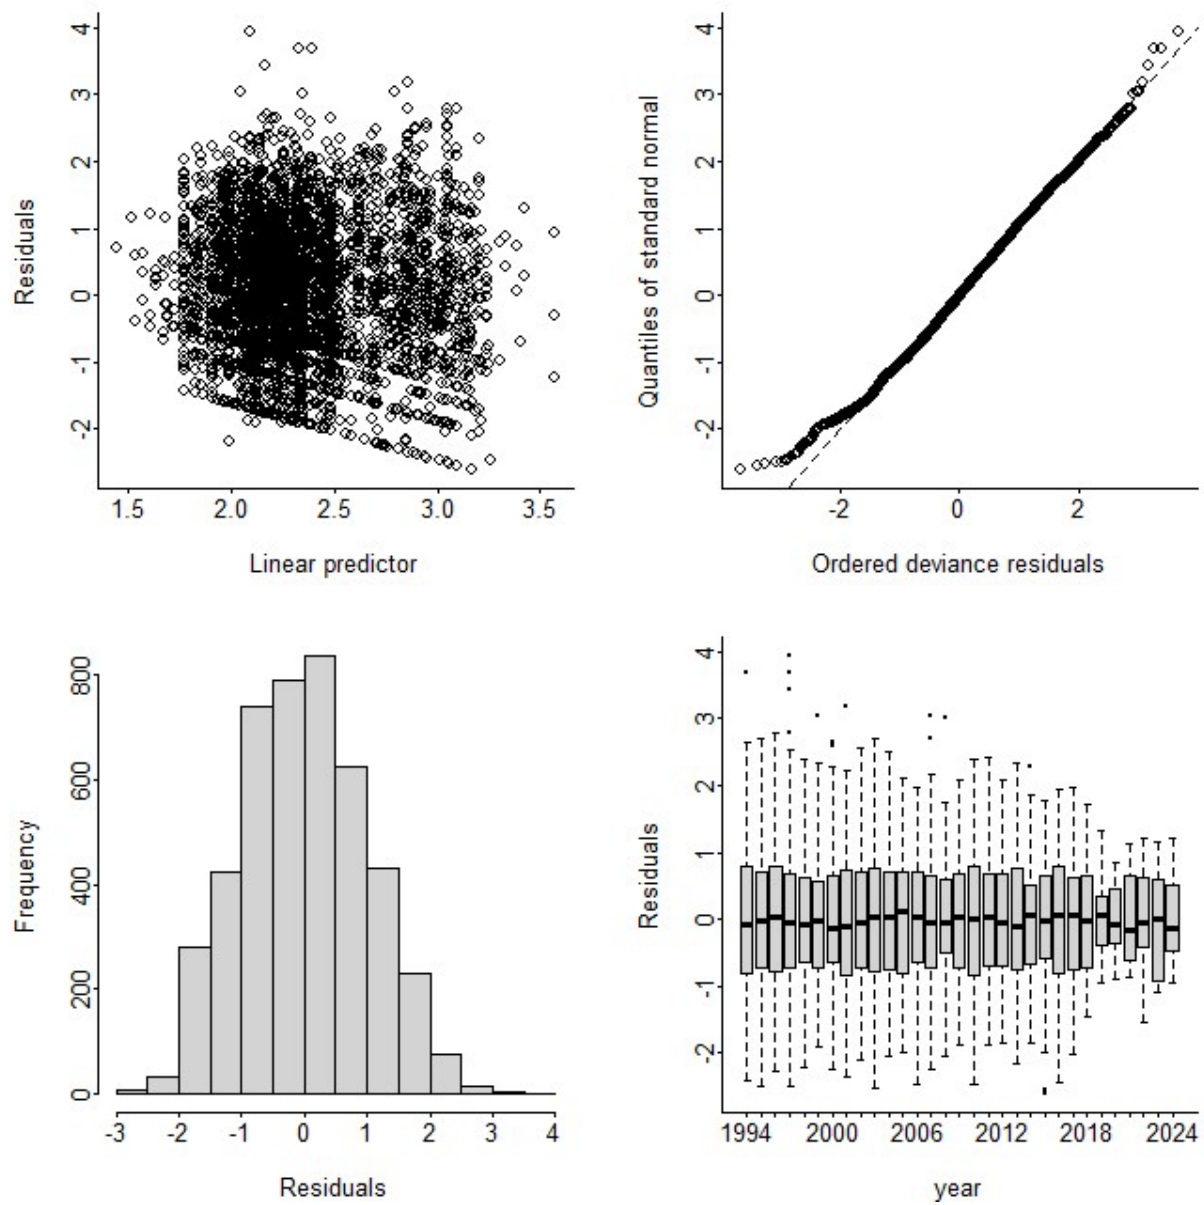 4
3
2
1
0
-1
-2
Residuals
1.5 2.0 2.5 3.0 3.5
Linear predictor
4
3
2
1
0
-1
-2
Quantiles of standard normal
-2 0 2
Ordered deviance residuals
800
600
400
200
0
Frequency
-3 -2 -1 0 1 2 3 4
Residuals
4
3
2
1
0
-1
-2
Residuals
1994 2000 2006 2012 2018 2024
year